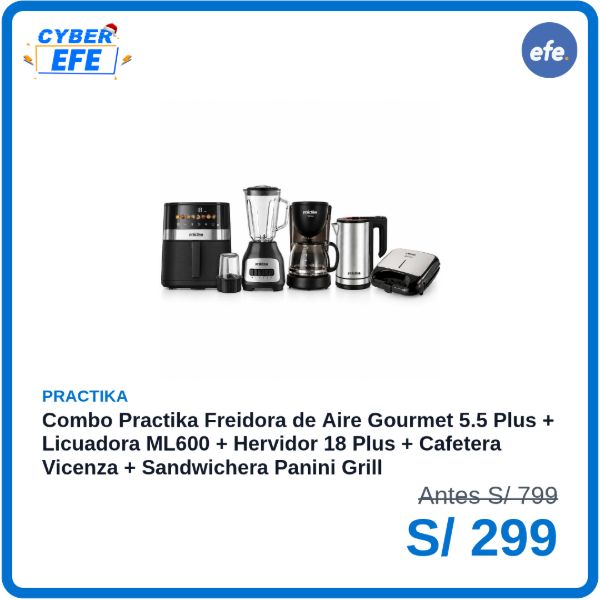 CYBER
EFE
efe.
PRACTIKA
Combo Practika Freidora de Aire Gourmet 5.5 Plus +
Licuadora ML600 + Hervidor 18 Plus + Cafetera
Vicenza + Sandwichera Panini Grill
Antes S/ 799
S/ 299